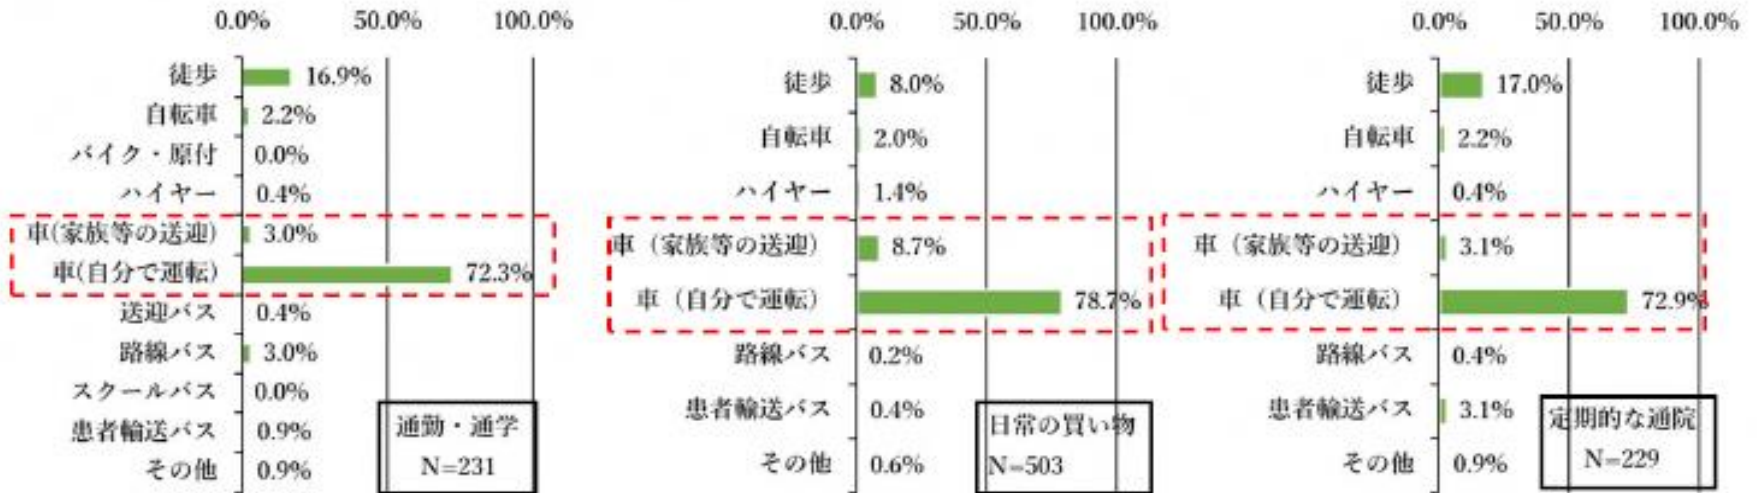 0.0% 50.0% 100.0%
徒歩 16.9%
自転車 2.2%
バイク・原付 0.0%
ハイヤー 0.4%
車(家族等の送迎) 3.0%
車(自分で運転) 72.3%
送迎バス 0.4%
路線バス 3.0%
スクールバス 0.0%
患者輸送バス 0.9%
その他 0.9%
通勤・通学
N=231
0.0% 50.0% 100.0%
徒歩 8.0%
自転車 2.0%
ハイヤー 1.4%
車（家族等の送迎） 8.7%
車（自分で運転） 78.7%
路線バス 0.2%
患者輸送バス 0.4%
その他 0.6%
日常の買い物
N=503
0.0% 50.0% 100.0%
徒歩 17.0%
自転車 2.2%
ハイヤー 0.4%
車（家族等の送迎） 3.1%
車（自分で運転） 72.9%
路線バス 0.4%
患者輸送バス 3.1%
その他 0.9%
定期的な通院
N=229